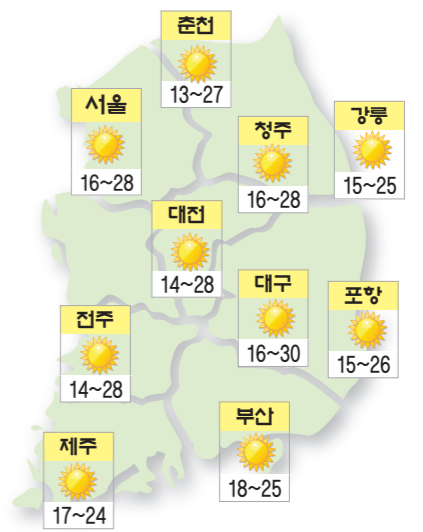 춘천
13~27
서울
16~28
강릉
15~25
청주
16~28
대전
14~28
대구
16~30
포항
15~26
전주
14~28
부산
18~25
제주
17~24